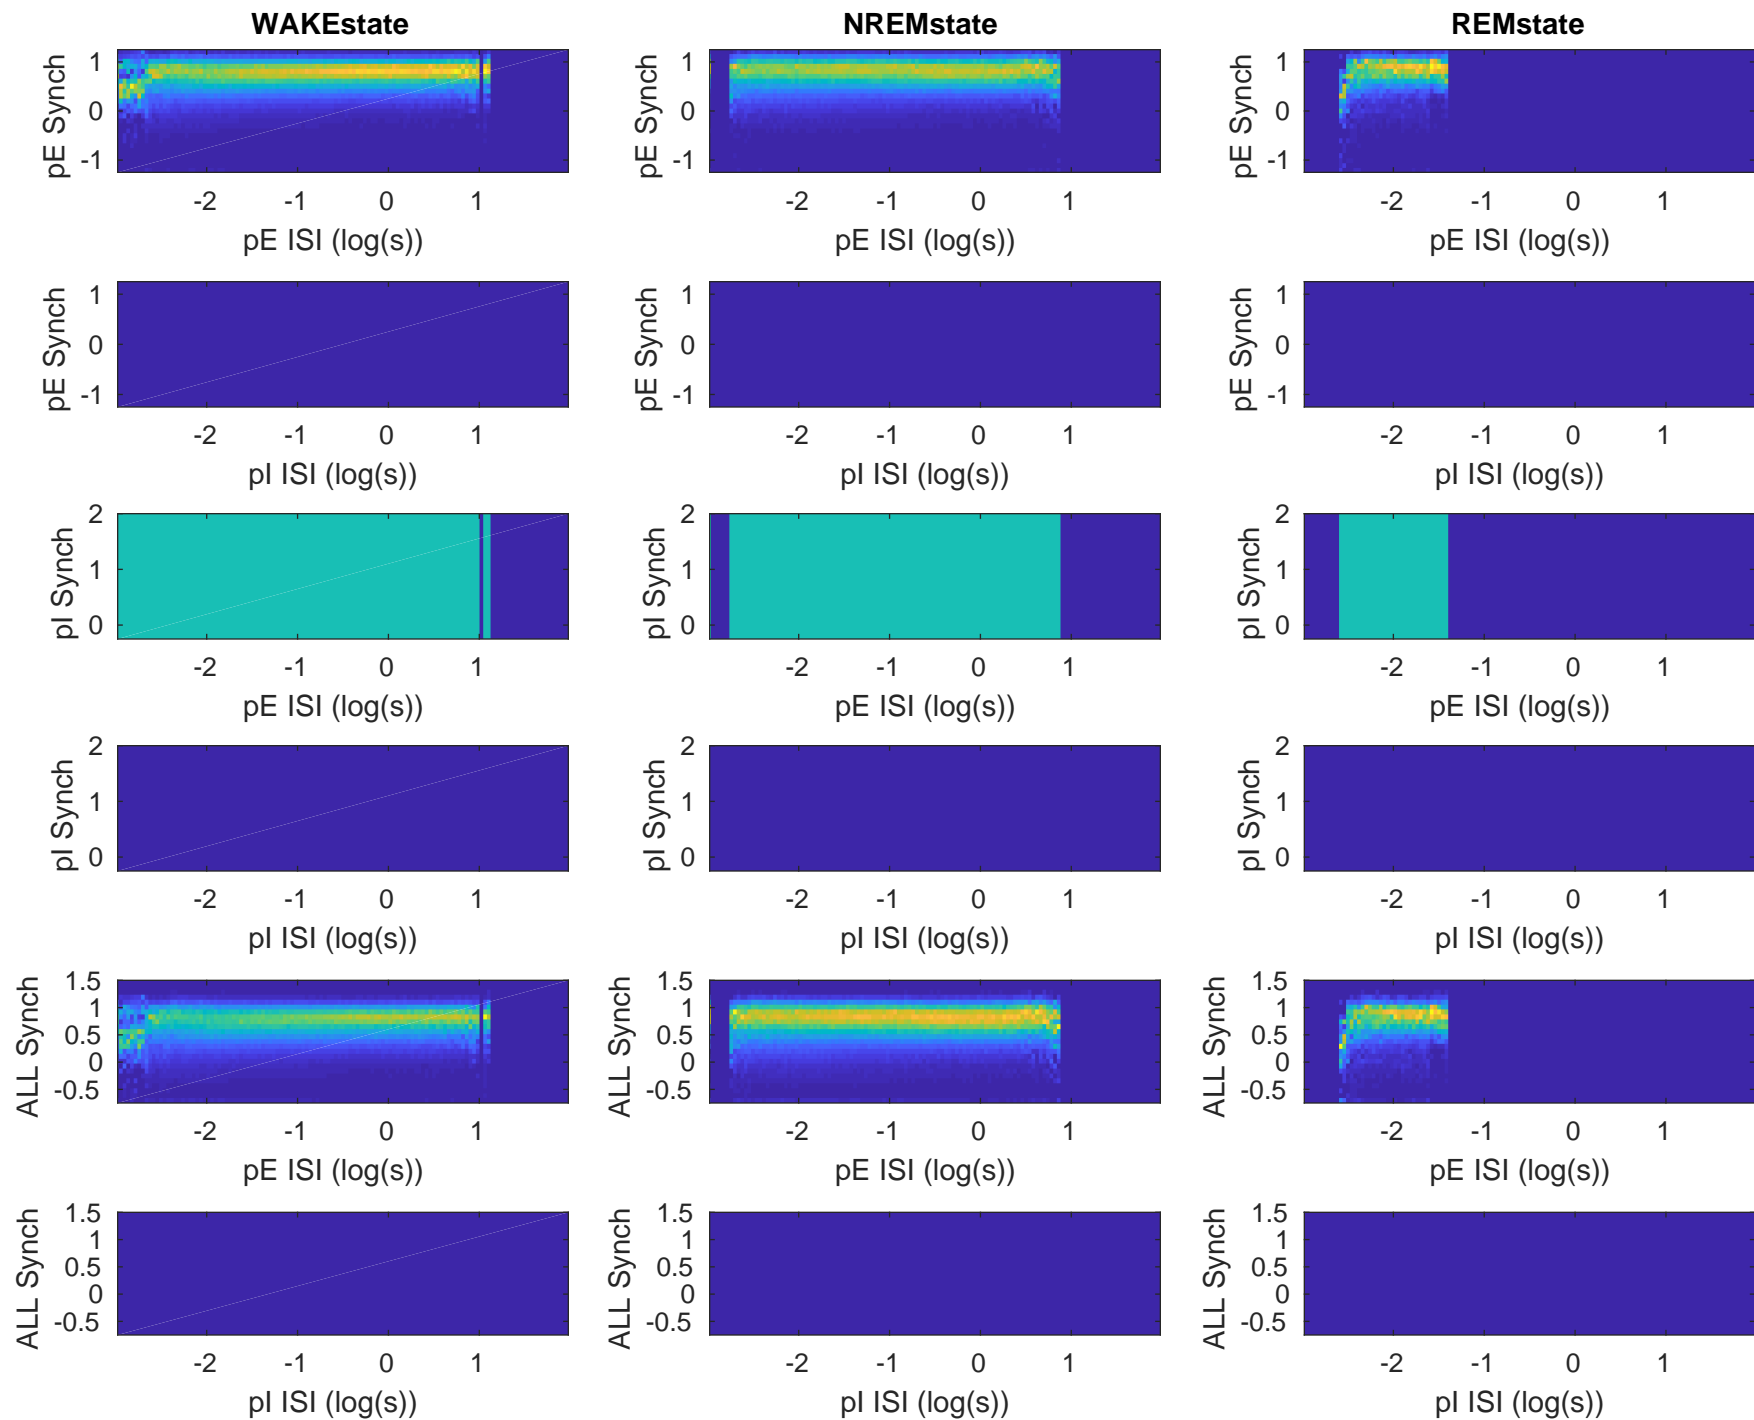 WAKEstate NREMstate REMstate
pE Synch 1 0 -1 pE Synch 1 0 -1 pE Synch 1 0 -1
-2 -1 0 1 -2 -1 0 1 -2 -1 0 1
pE ISI (log(s)) pE ISI (log(s)) pE ISI (log(s))
pE Synch 1 0 -1 pE Synch 1 0 -1 pE Synch 1 0 -1
-2 -1 0 1 -2 -1 0 1 -2 -1 0 1
pI ISI (log(s)) pI ISI (log(s)) pI ISI (log(s))
pI Synch 2 1 0 pI Synch 2 1 0 pI Synch 2 1 0
-2 -1 0 1 -2 -1 0 1 -2 -1 0 1
pE ISI (log(s)) pE ISI (log(s)) pE ISI (log(s))
pI Synch 2 1 0 pI Synch 2 1 0 pI Synch 2 1 0
-2 -1 0 1 -2 -1 0 1 -2 -1 0 1
pI ISI (log(s)) pI ISI (log(s)) pI ISI (log(s))
ALL Synch 1.5 1 0.5 0 -0.5 ALL Synch 1.5 1 0.5 0 -0.5 ALL Synch 1.5 1 0.5 0 -0.5
-2 -1 0 1 -2 -1 0 1 -2 -1 0 1
pE ISI (log(s)) pE ISI (log(s)) pE ISI (log(s))
ALL Synch 1.5 1 0.5 0 -0.5 ALL Synch 1.5 1 0.5 0 -0.5 ALL Synch 1.5 1 0.5 0 -0.5
-2 -1 0 1 -2 -1 0 1 -2 -1 0 1
pI ISI (log(s)) pI ISI (log(s)) pI ISI (log(s))